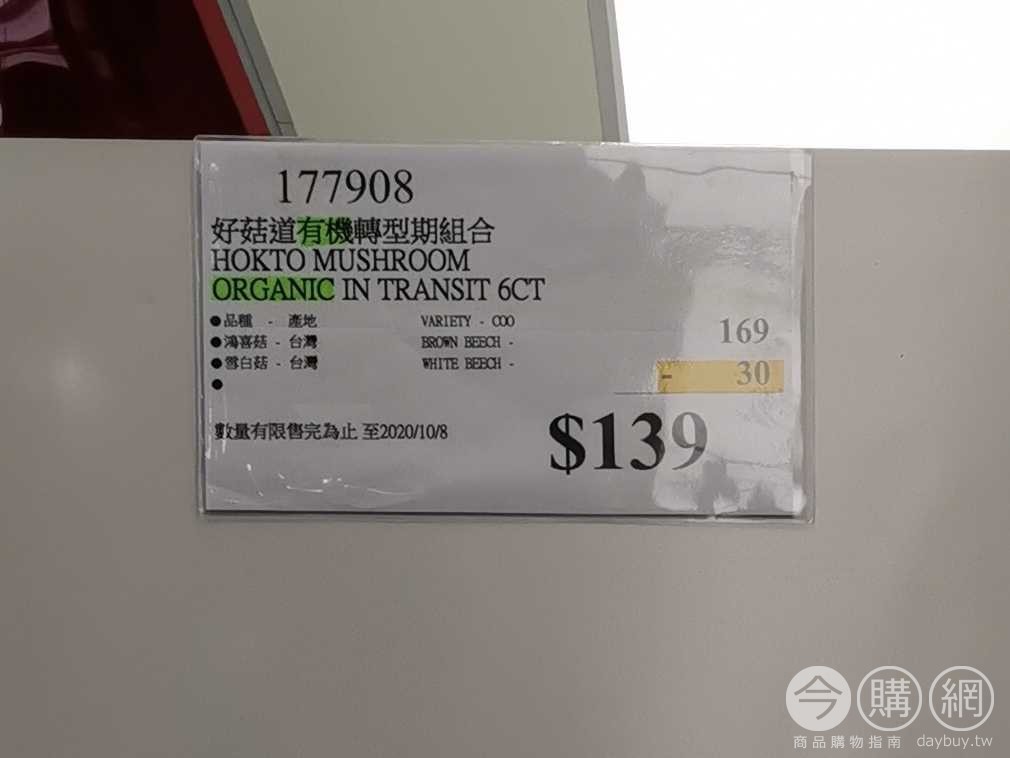 177908
好菇道有機轉型期組合
HOKTO MUSHROOM
ORGANIC IN TRANSIT 6CT
●品種 - 產地 VARIETY - COO
●鴻喜菇 - 台灣 BROWN BEECH -
●雪白菇 - 台灣 WHITE BEECH -
●
169
- 30
數量有限售完為止 至2020/10/8
$139
今購網
商品購物指南 daybuy.tw